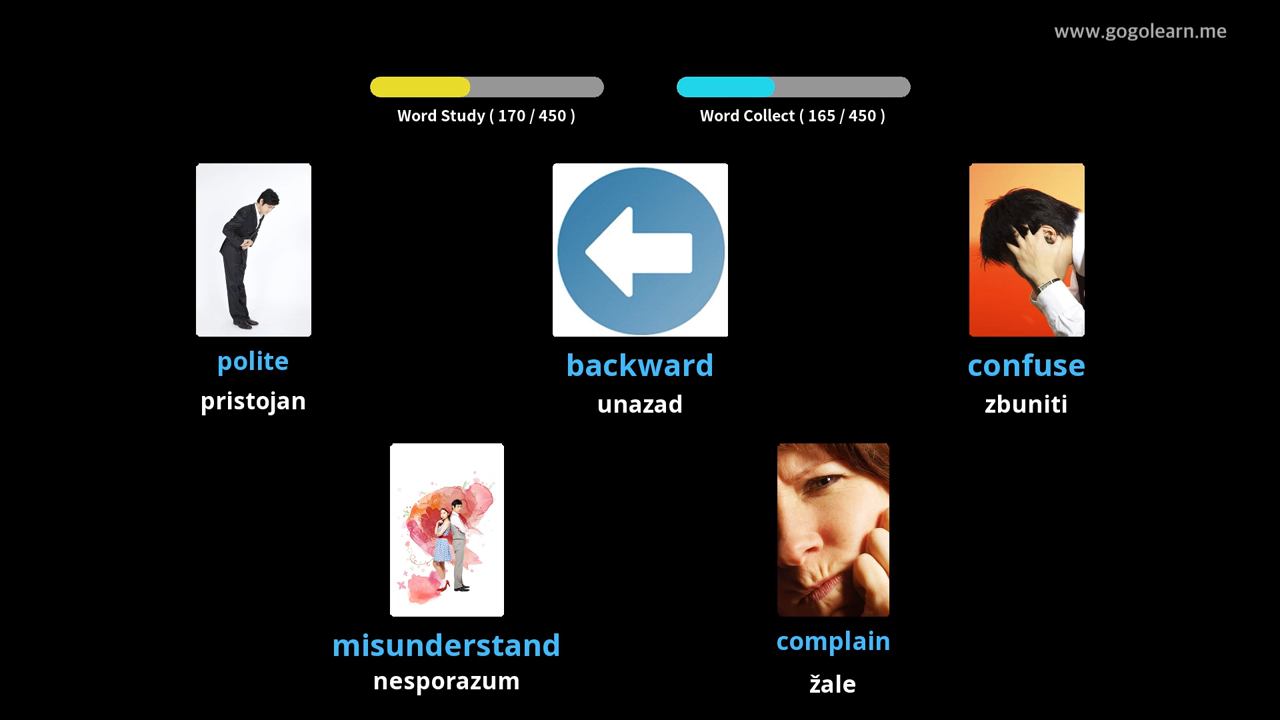 www.gogolearn.me
Word Study ( 170 / 450 )
Word Collect ( 165 / 450 )
polite
pristojan
backward
unazad
confuse
zbuniti
misunderstand
nesporazum
complain
žale